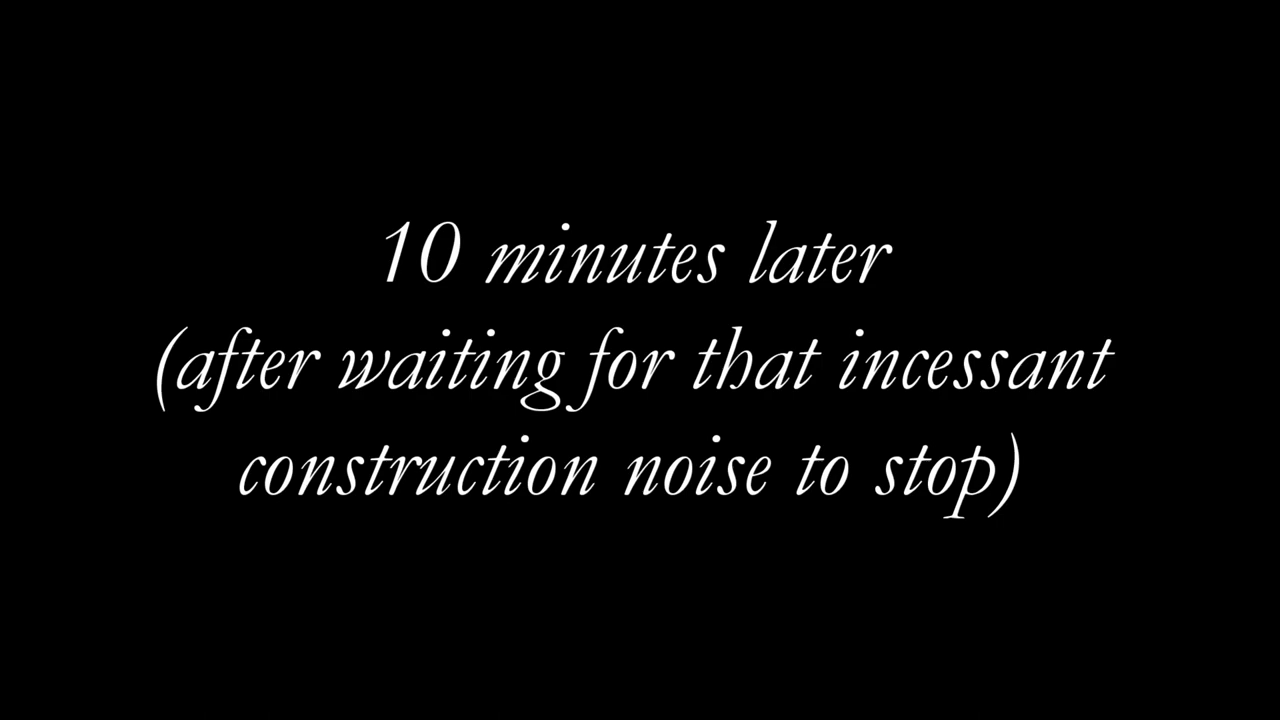 10 minutes later
(after waiting for that incessant
construction noise to stop)